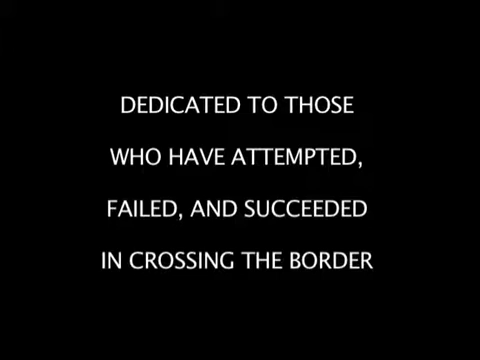 DEDICATED TO THOSE
WHO HAVE ATTEMPTED,
FAILED, AND SUCCEEDED
IN CROSSING THE BORDER